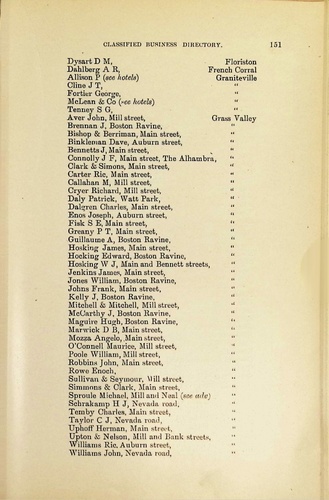 CLASSIFIED BUSINESS DIRECTORY. 151
Dysart D M, Floriston
Dahlberg A R, French Corral
Allison P (see hotels) Graniteville
Cline J T, "
Fortier George, "
McLean & Co (see hotels) "
Tenney S G, "
Aver John, Mill street, Grass Valley
Brennan J, Boston Ravine, "
Bishop & Berriman, Main street, "
Binkleman Dave, Auburn street, "
Bennetts J, Main street, "
Connolly J F, Main street, The Alhambra, "
Clark & Simons, Main street, "
Carter Ric, Main street, "
Callahan M, Mill street, "
Cryer Richard, Mill street, "
Daly Patrick, Watt Park, "
Dalgren Charles, Main street, "
Enos Joseph, Auburn street, "
Fisk S E, Main street, "
Greany P T, Main street, "
Guillaume A, Boston Ravine, "
Hosking James, Main street, "
Hocking Edward, Boston Ravine, "
Hosking W J, Main and Bennett streets, "
Jenkins James, Main street, "
Jones William, Boston Ravine, "
Johns Frank, Main street, "
Kelly J, Boston Ravine, "
Mitchell & Mitchell, Mill street, "
McCarthy J, Boston Ravine, "
Maguire Hugh, Boston Ravine, "
Marwick D B, Main street, "
Mozza Angelo, Main street, "
O'Connell Maurice, Mill street, "
Poole William, Mill street, "
Robbins John, Main street, "
Rowe Enoch, "
Sullivan & Seymour, Mill street, "
Simmons & Clark, Main street, "
Sproule Michael, Mill and Neal (see adv) "
Schrakamp H J, Nevada road, "
Temby Charles, Main street, "
Taylor C J, Nevada road, "
Uphoff Herman, Main street, "
Upton & Nelson, Mill and Bank streets, "
Williams Ric, Auburn street, "
Williams John, Nevada road, "